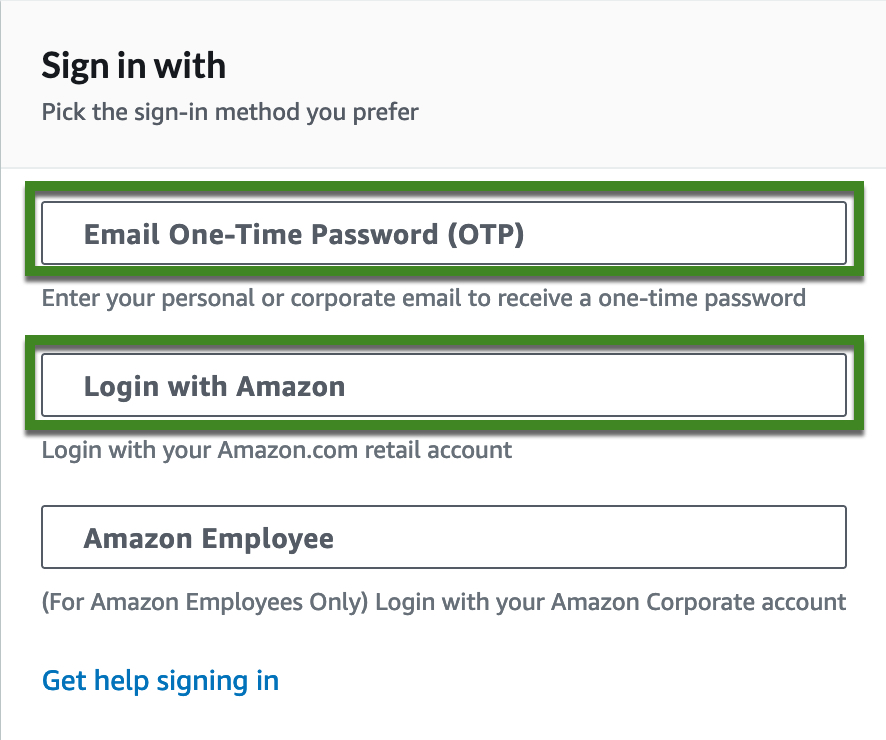 Sign in with
Pick the sign-in method you prefer
Email One-Time Password (OTP)
Enter your personal or corporate email to receive a one-time password
Login with Amazon
Login with your Amazon.com retail account
Amazon Employee
(For Amazon Employees Only) Login with your Amazon Corporate account
Get help signing in